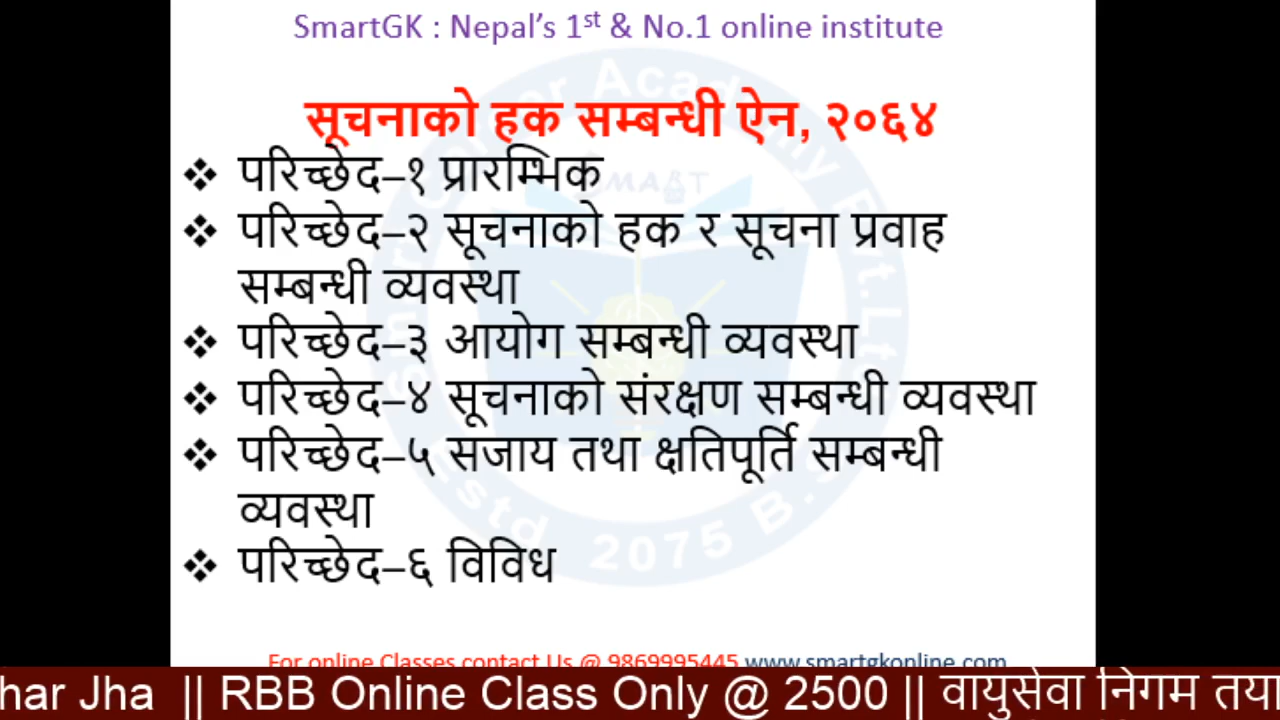 SmartGK : Nepal’s 1st & No.1 online institute
सूचनाको हक सम्बन्धी ऐन, २०६४
❖ परिच्छेद–१ प्रारम्भिक
❖ परिच्छेद–२ सूचनाको हक र सूचना प्रवाह
सम्बन्धी व्यवस्था
❖ परिच्छेद–३ आयोग सम्बन्धी व्यवस्था
❖ परिच्छेद–४ सूचनाको संरक्षण सम्बन्धी व्यवस्था
❖ परिच्छेद–५ सजाय तथा क्षतिपूर्ति सम्बन्धी
व्यवस्था
❖ परिच्छेद–६ विविध
SMART
Estd 2075 B.S
For online Classes contact Us @ 9869995445 www.smartgkonline.com
har Jha || RBB Online Class Only @ 2500 || वायुसेवा निगम तया